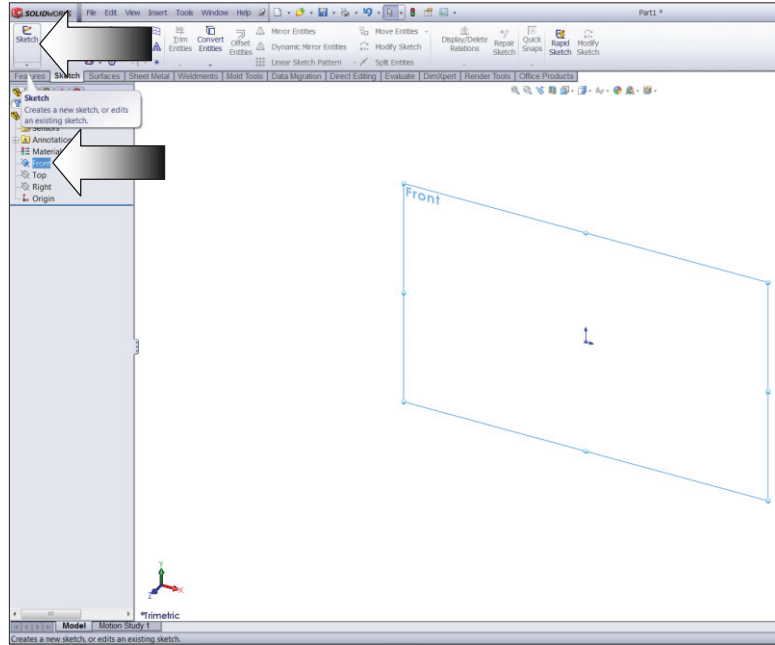 SOLIDWORKS File Edit View Insert Tools Window Help Part1 *
Sketch
Trim Entities
Convert Entities
Offset Entities
Mirror Entities
Dynamic Mirror Entities
Linear Sketch Pattern
Move Entities
Modify Sketch
Split Entities
Display/Delete Relations
Repair Sketch
Quick Snaps
Rapid Sketch
Modify Sketch
Features Sketch Surfaces Sheet Metal Weldments Mold Tools Data Migration Direct Editing Evaluate DimXpert Render Tools Office Products
Sketch
Creates a new sketch, or edits
an existing sketch.
Sensors
Annotation
Material
Front
Top
Right
Origin
Front
Y
X
Z
*Trimetric
Model Motion Study 1
Creates a new sketch, or edits an existing sketch.